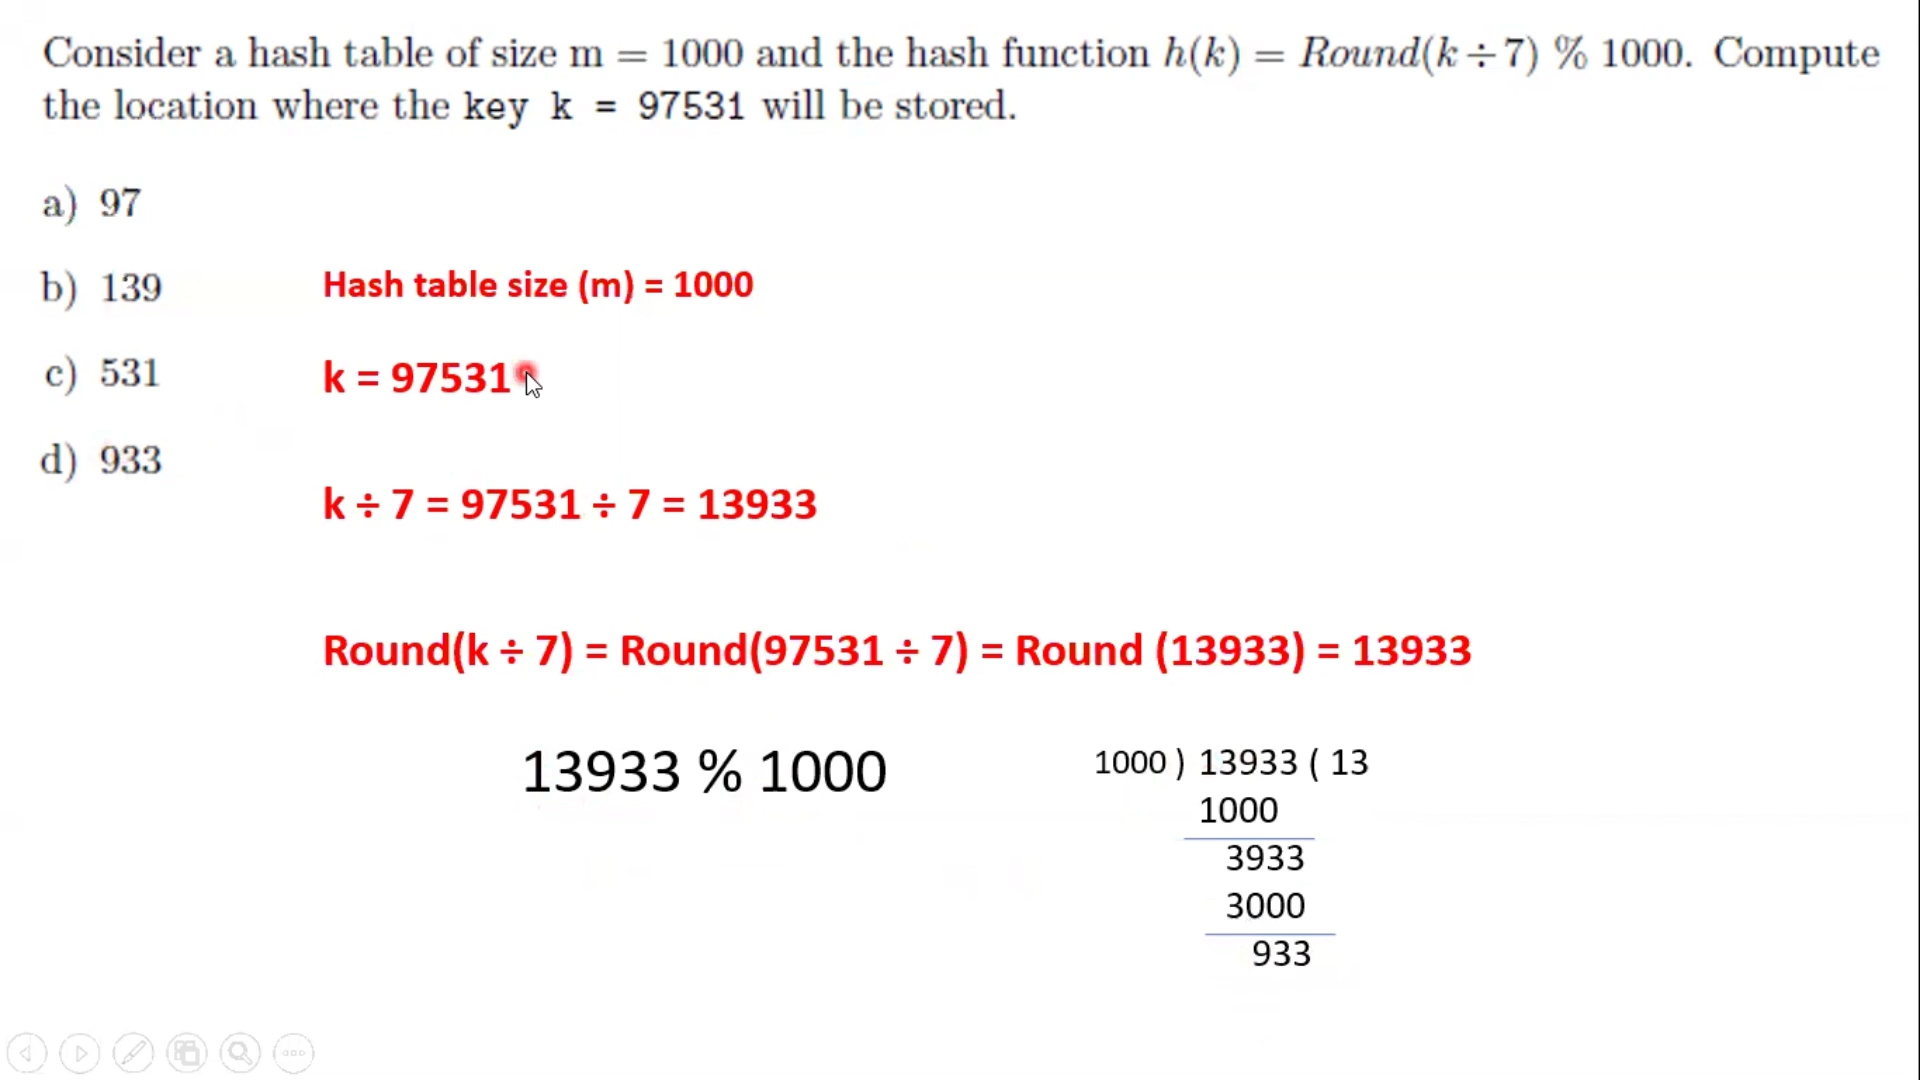 Consider a hash table of size m = 1000 and the hash function h(k) = Round(k ÷ 7) % 1000. Compute
the location where the key k = 97531 will be stored.
a) 97
b) 139
Hash table size (m) = 1000
c) 531
k = 97531
d) 933
k ÷ 7 = 97531 ÷ 7 = 13933
Round(k ÷ 7) = Round(97531 ÷ 7) = Round (13933) = 13933
13933 % 1000
1000 ) 13933 ( 13
1000
3933
3000
933